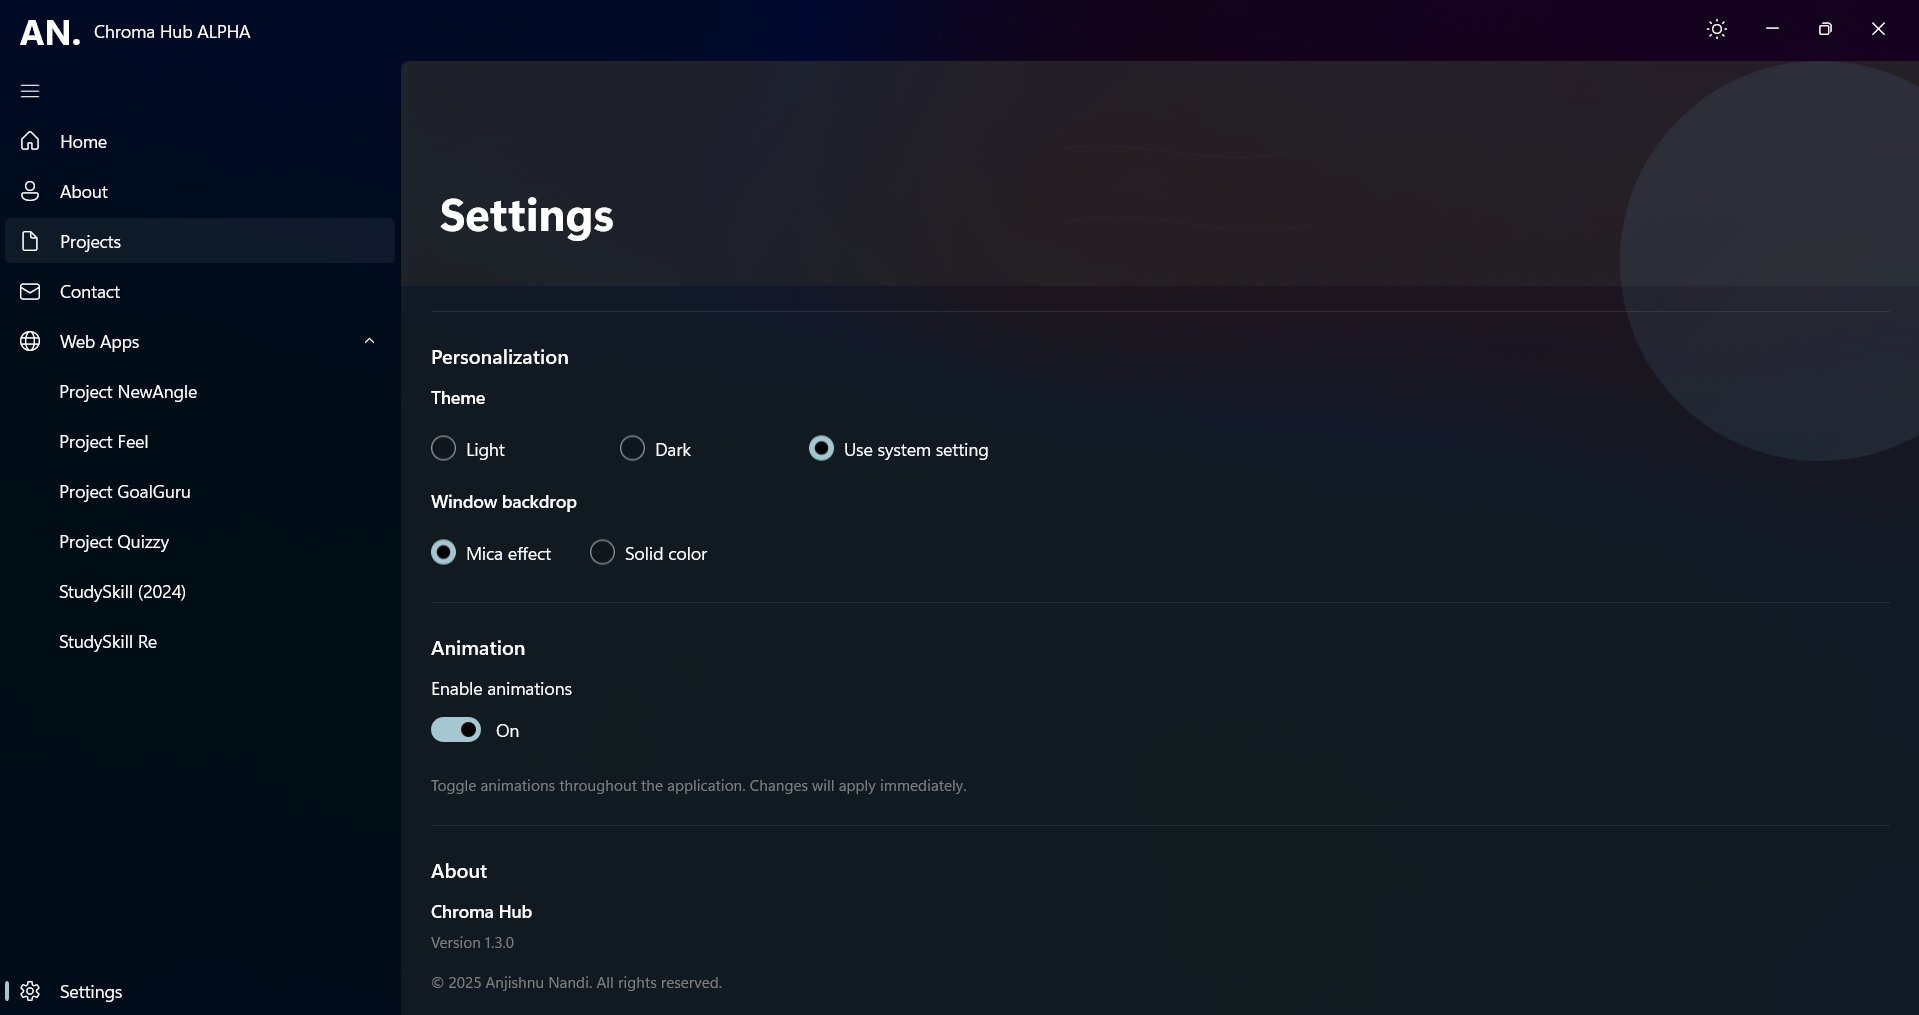 AN. Chroma Hub ALPHA
Home
About
Projects
Contact
Web Apps
Project NewAngle
Project Feel
Project GoalGuru
Project Quizzy
StudySkill (2024)
StudySkill Re
Settings
Settings
Personalization
Theme
Light Dark Use system setting
Window backdrop
Mica effect Solid color
Animation
Enable animations
On
Toggle animations throughout the application. Changes will apply immediately.
About
Chroma Hub
Version 1.3.0
© 2025 Anjishnu Nandi. All rights reserved.